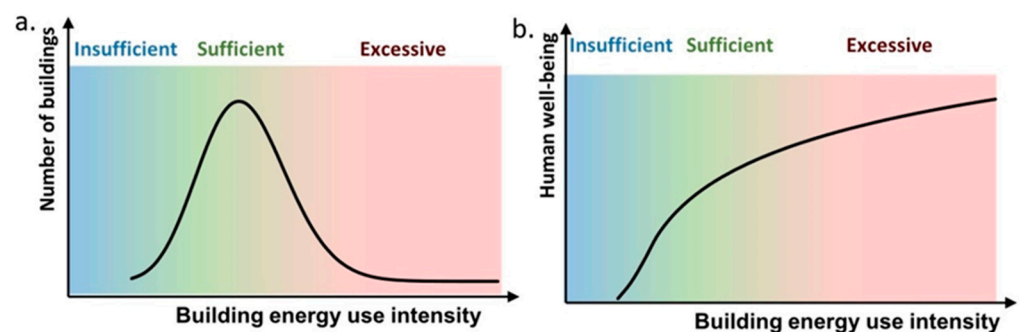 a.
Insufficient Sufficient Excessive
Number of buildings
Building energy use intensity
b.
Insufficient Sufficient Excessive
Human well-being
Building energy use intensity